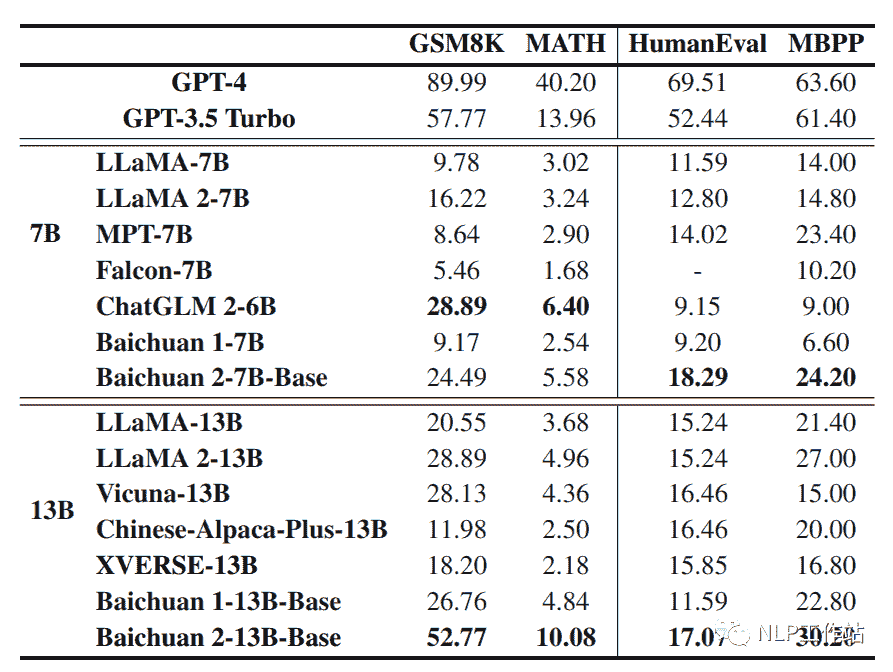 GSM8K MATH HumanEval MBPP
GPT-4 89.99 40.20 69.51 63.60
GPT-3.5 Turbo 57.77 13.96 52.44 61.40
7B
LLaMA-7B 9.78 3.02 11.59 14.00
LLaMA 2-7B 16.22 3.24 12.80 14.80
MPT-7B 8.64 2.90 14.02 23.40
Falcon-7B 5.46 1.68 - 10.20
ChatGLM 2-6B 28.89 6.40 9.15 9.00
Baichuan 1-7B 9.17 2.54 9.20 6.60
Baichuan 2-7B-Base 24.49 5.58 18.29 24.20
13B
LLaMA-13B 20.55 3.68 15.24 21.40
LLaMA 2-13B 28.89 4.96 15.24 27.00
Vicuna-13B 28.13 4.36 16.46 15.00
Chinese-Alpaca-Plus-13B 11.98 2.50 16.46 20.00
XVERSE-13B 18.20 2.18 15.85 16.80
Baichuan 1-13B-Base 26.76 4.84 11.59 22.80
Baichuan 2-13B-Base 52.77 10.08 17.07
NLP工作站